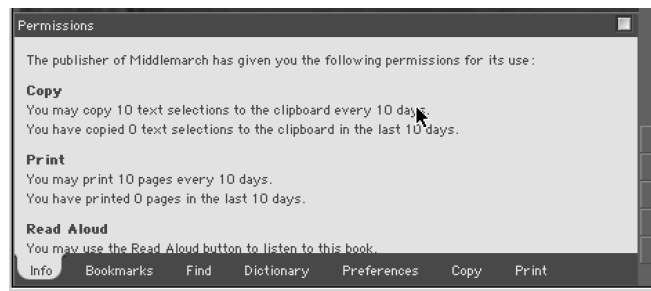 Permissions
The publisher of Middlemarch has given you the following permissions for its use:
Copy
You may copy 10 text selections to the clipboard every 10 days.
You have copied 0 text selections to the clipboard in the last 10 days.
Print
You may print 10 pages every 10 days.
You have printed 0 pages in the last 10 days.
Read Aloud
You may use the Read Aloud button to listen to this book.
Info Bookmarks Find Dictionary Preferences Copy Print